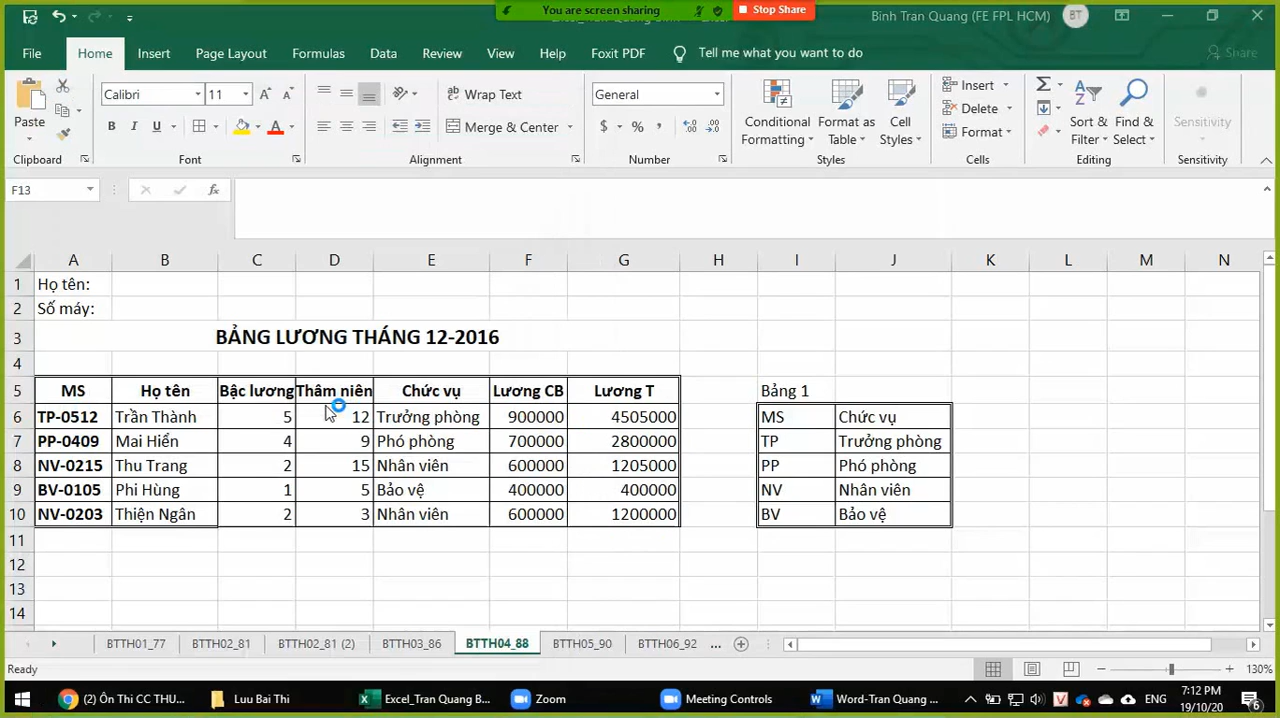 You are screen sharing
Stop Share
Binh Tran Quang (FE FPL HCM)
BT
File Home Insert Page Layout Formulas Data Review View Help Foxit PDF Tell me what you want to do Share
Paste
Calibri 11
Wrap Text
Merge & Center
General
Conditional Formatting
Format as Table
Cell Styles
Insert
Delete
Format
Sort & Filter
Find & Select
Sensitivity
Clipboard Font Alignment Number Styles Cells Editing Sensitivity
F13
A B C D E F G H I J K L M N
1 Họ tên:
2 Số máy:
3 BẢNG LƯƠNG THÁNG 12-2016
4
5 MS Họ tên Bậc lương Thâm niên Chức vụ Lương CB Lương T Bảng 1
6 TP-0512 Trần Thành 5 12 Trưởng phòng 900000 4505000 MS Chức vụ
7 PP-0409 Mai Hiển 4 9 Phó phòng 700000 2800000 TP Trưởng phòng
8 NV-0215 Thu Trang 2 15 Nhân viên 600000 1205000 PP Phó phòng
9 BV-0105 Phi Hùng 1 5 Bảo vệ 400000 400000 NV Nhân viên
10 NV-0203 Thiện Ngân 2 3 Nhân viên 600000 1200000 BV Bảo vệ
11
12
13
14
BTTH01_77 BTTH02_81 BTTH02_81 (2) BTTH03_86 BTTH04_88 BTTH05_90 BTTH06_92 ...
Ready 130%
(2) Ôn Thi CC THU... Luu Bai Thi Excel_Tran Quang B... Zoom Meeting Controls Word-Tran Quang ... ENG 7:12 PM
19/10/20 6